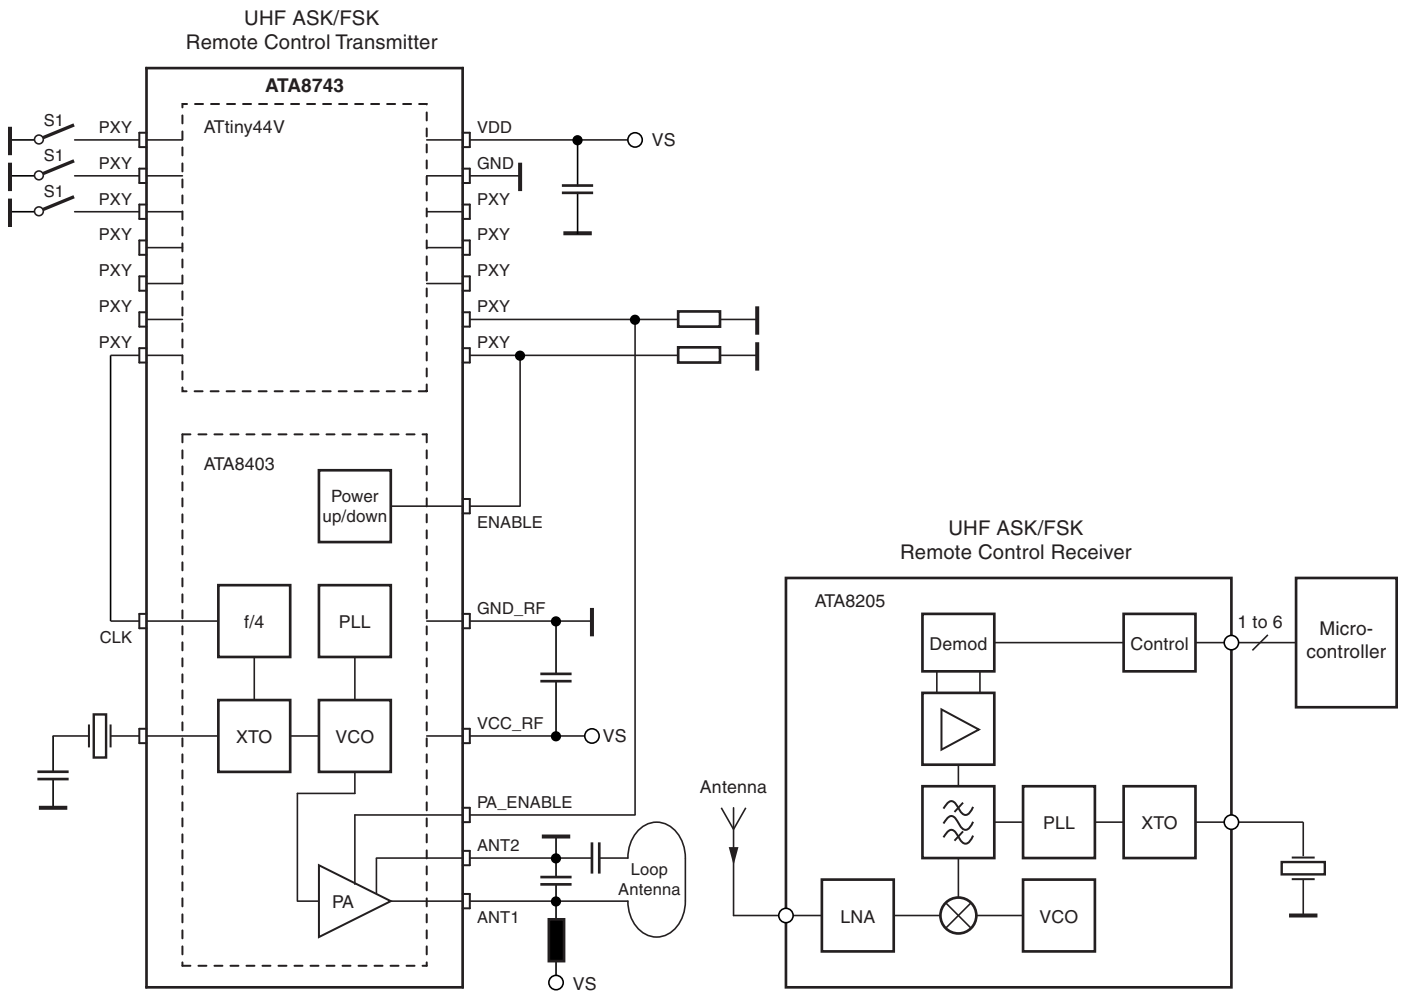 UHF ASK/FSK
Remote Control Transmitter
ATA8743
ATtiny44V
S1
PXY
S1
PXY
S1
PXY
PXY
PXY
PXY
PXY
VDD
VS
GND
PXY
PXY
PXY
PXY
PXY
ATA8403
Power
up/down
ENABLE
f/4
PLL
CLK
GND_RF
XTO
VCO
VCC_RF
VS
PA_ENABLE
ANT2
PA
ANT1
Loop
Antenna
VS
UHF ASK/FSK
Remote Control Receiver
ATA8205
Demod
Control
1 to 6
Micro-
controller
Antenna
PLL
XTO
LNA
VCO